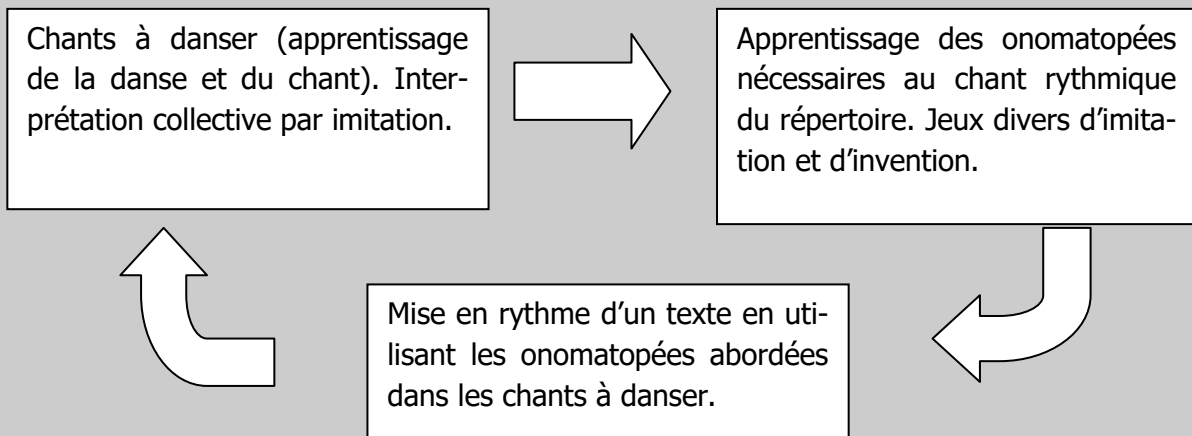 Chants à danser (apprentissage
de la danse et du chant). Inter-
prétation collective par imitation.
Apprentissage des onomatopées
nécessaires au chant rythmique
du répertoire. Jeux divers d’imita-
tion et d’invention.
Mise en rythme d’un texte en uti-
lisant les onomatopées abordées
dans les chants à danser.